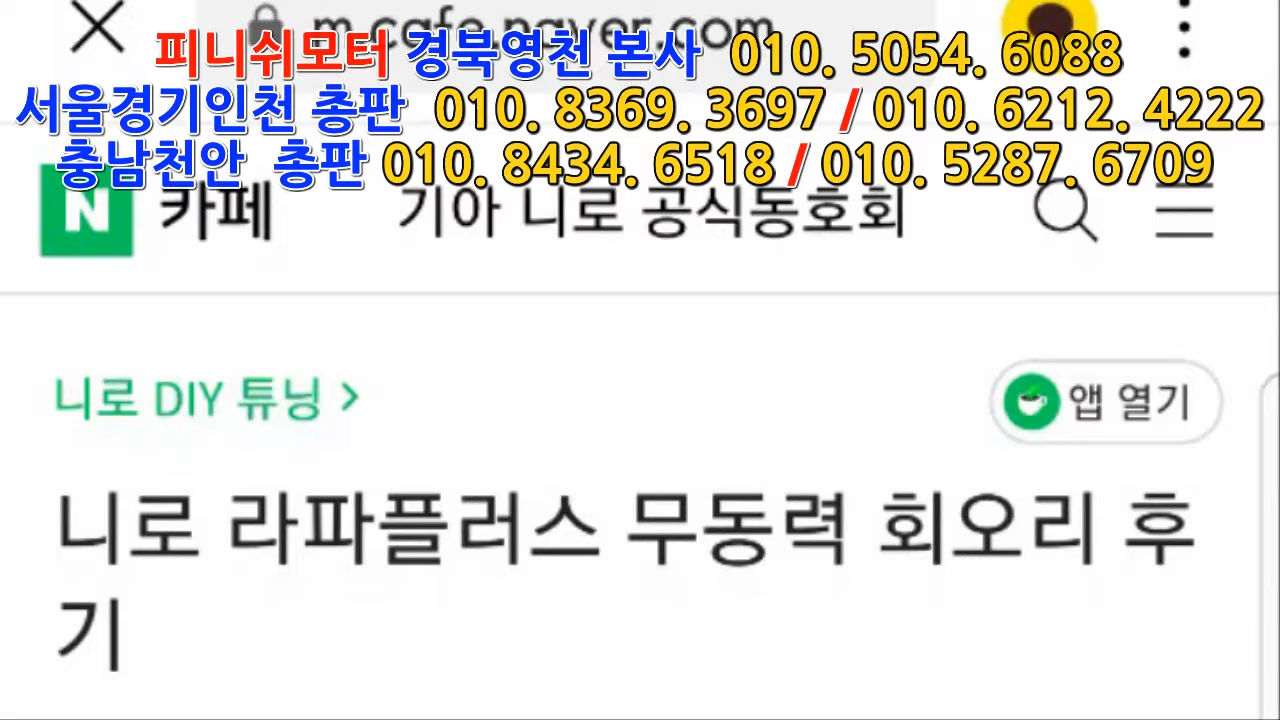 m.cafe.naver.com
피니쉬모터 경북영천 본사 010. 5054. 6088
서울경기인천 총판 010. 8369. 3697 / 010. 6212. 4222
충남천안 총판 010. 8434. 6518 / 010. 5287. 6709
N 카페 기아 니로 공식동호회
니로 DIY 튜닝 >
앱 열기
니로 라파플러스 무동력 회오리 후
기